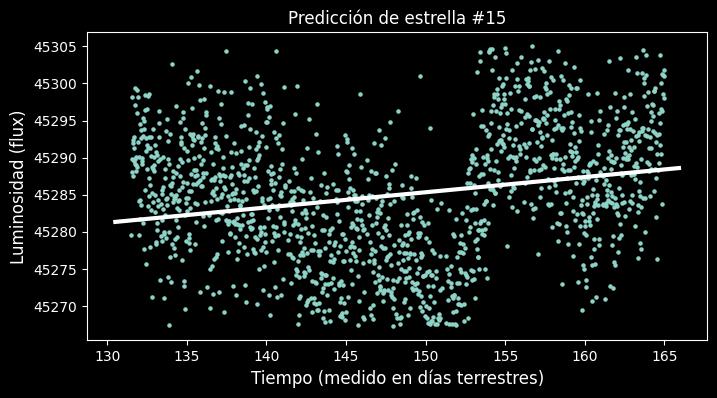 Predicción de estrella #15
Luminosidad (flux)
45305
45300
45295
45290
45285
45280
45275
45270
130 135 140 145 150 155 160 165
Tiempo (medido en días terrestres)